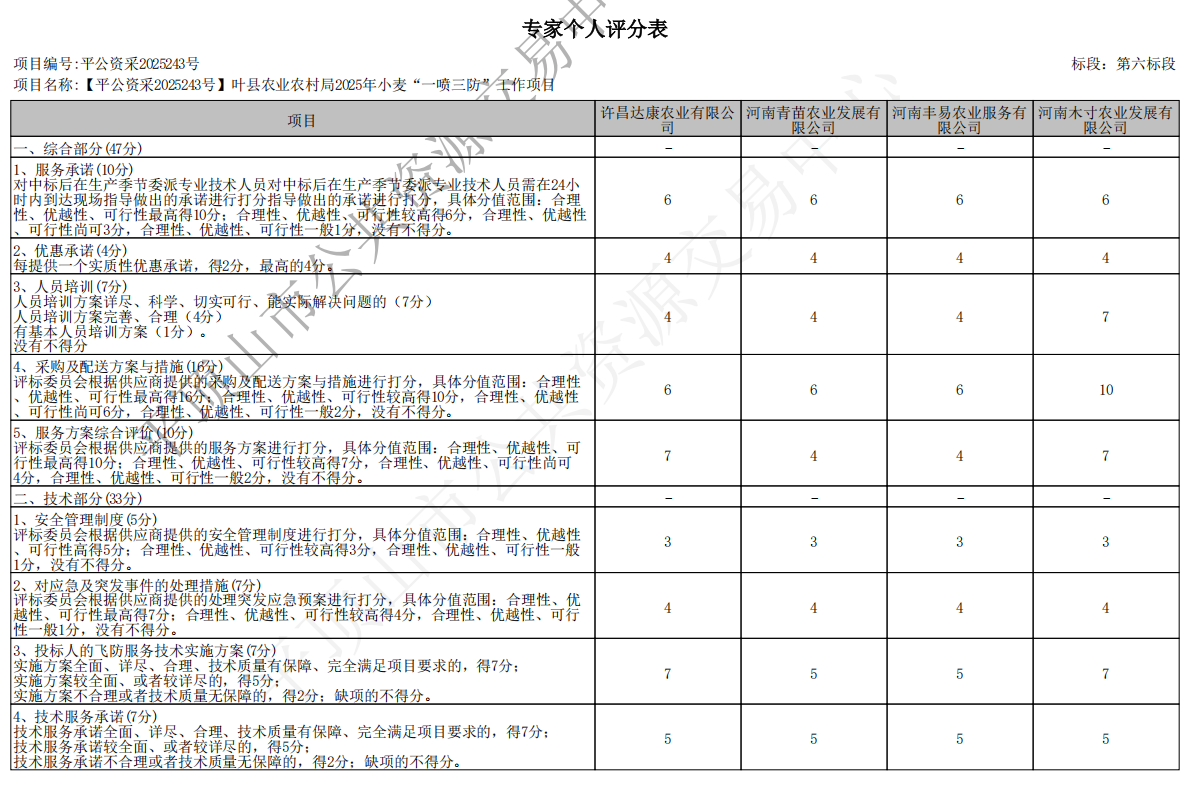 专家个人评分表
项目编号:平公资采2025243号
标段：第六标段
项目名称:【平公资采2025243号】叶县农业农村局2025年小麦“一喷三防”工作项目
项目
许昌达康农业有限公
司
河南青苗农业发展有
限公司
河南丰易农业服务有
限公司
河南木寸农业发展有
限公司
一、综合部分(47分)
－ － － －
1、服务承诺(10分)
对中标后在生产季节委派专业技术人员对中标后在生产季节委派专业技术人员需在24小
时内到达现场指导做出的承诺进行打分指导做出的承诺进行打分，具体分值范围：合理
性、优越性、可行性最高得10分；合理性、优越性、可行性较高得6分，合理性、优越性
、可行性尚可3分，合理性、优越性、可行性一般1分，没有不得分。
6 6 6 6
2、优惠承诺(4分)
每提供一个实质性优惠承诺，得2分，最高的4分。
4 4 4 4
3、人员培训(7分)
人员培训方案详尽、科学、切实可行、能实际解决问题的（7分）
人员培训方案完善、合理（4分）
有基本人员培训方案（1分）。
没有不得分
4 4 4 7
4、采购及配送方案与措施(16分)
评标委员会根据供应商提供的采购及配送方案与措施进行打分，具体分值范围：合理性
、优越性、可行性最高得16分；合理性、优越性、可行性较高得10分，合理性、优越性
、可行性尚可6分，合理性、优越性、可行性一般2分，没有不得分。
6 6 6 10
5、服务方案综合评价(10分)
评标委员会根据供应商提供的服务方案进行打分，具体分值范围：合理性、优越性、可
行性最高得10分；合理性、优越性、可行性较高得7分，合理性、优越性、可行性尚可
4分，合理性、优越性、可行性一般2分，没有不得分。
7 4 4 7
二、技术部分(33分)
－ － － －
1、安全管理制度(5分)
评标委员会根据供应商提供的安全管理制度进行打分，具体分值范围：合理性、优越性
、可行性高得5分；合理性、优越性、可行性较高得3分，合理性、优越性、可行性一般
1分，没有不得分。
3 3 3 3
2、对应急及突发事件的处理措施(7分)
评标委员会根据供应商提供的处理突发应急预案进行打分，具体分值范围：合理性、优
越性、可行性最高得7分；合理性、优越性、可行性较高得4分，合理性、优越性、可行
性一般1分，没有不得分。
4 4 4 4
3、投标人的飞防服务技术实施方案(7分)
实施方案全面、详尽、合理、技术质量有保障、完全满足项目要求的，得7分；
实施方案较全面、或者较详尽的，得5分；
实施方案不合理或者技术质量无保障的，得2分；缺项的不得分。
7 5 5 7
4、技术服务承诺(7分)
技术服务承诺全面、详尽、合理、技术质量有保障、完全满足项目要求的，得7分；
技术服务承诺较全面、或者较详尽的，得5分；
技术服务承诺不合理或者技术质量无保障的，得2分；缺项的不得分。
5 5 5 5
平顶山市公共资源交易中
平顶山市公共资源交易中心